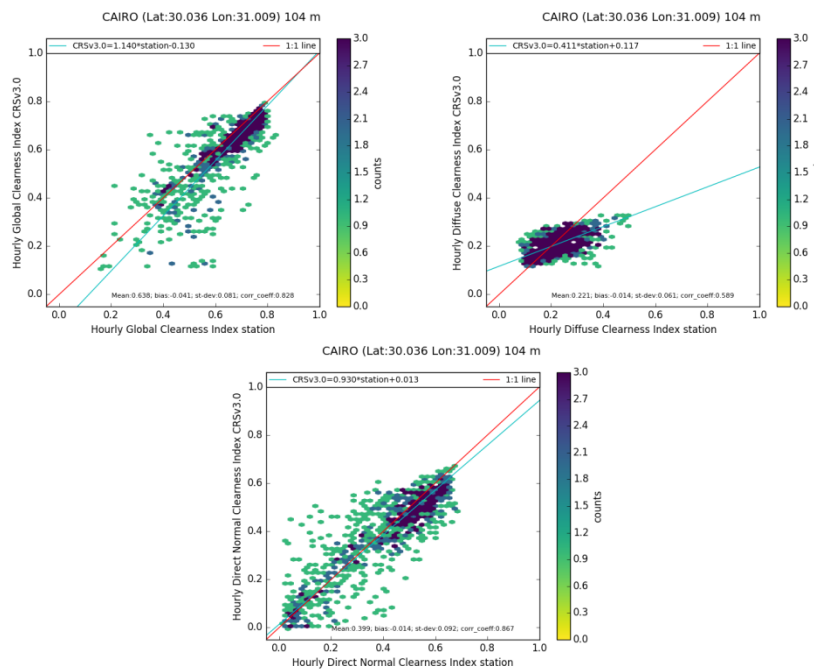 CAIRO (Lat:30.036 Lon:31.009) 104 m
CRSv3.0=1.140*station-0.130
1:1 line
Hourly Global Clearness Index CRSv3.0
1.0
0.8
0.6
0.4
0.2
0.0
Mean:0.638, bias:-0.041; st-dev:0.081; corr_coeff:0.828
0.0 0.2 0.4 0.6 0.8 1.0
Hourly Global Clearness Index station
3.0
2.7
2.4
2.1
1.8
1.5
1.2
0.9
0.6
0.3
0.0
counts
CAIRO (Lat:30.036 Lon:31.009) 104 m
CRSv3.0=0.411*station+0.117
1:1 line
Hourly Diffuse Clearness Index CRSv3.0
1.0
0.8
0.6
0.4
0.2
0.0
Mean:0.221, bias:-0.014; st-dev:0.061; corr_coeff:0.589
0.0 0.2 0.4 0.6 0.8 1.0
Hourly Diffuse Clearness Index station
3.0
2.7
2.4
2.1
1.8
1.5
1.2
0.9
0.6
0.3
0.0
CAIRO (Lat:30.036 Lon:31.009) 104 m
CRSv3.0=0.930*station+0.013
1:1 line
Hourly Direct Normal Clearness Index CRSv3.0
1.0
0.8
0.6
0.4
0.2
0.0
Mean:0.399, bias:-0.014; st-dev:0.092; corr_coeff:0.867
0.0 0.2 0.4 0.6 0.8 1.0
Hourly Direct Normal Clearness Index station
3.0
2.7
2.4
2.1
1.8
1.5
1.2
0.9
0.6
0.3
0.0
counts